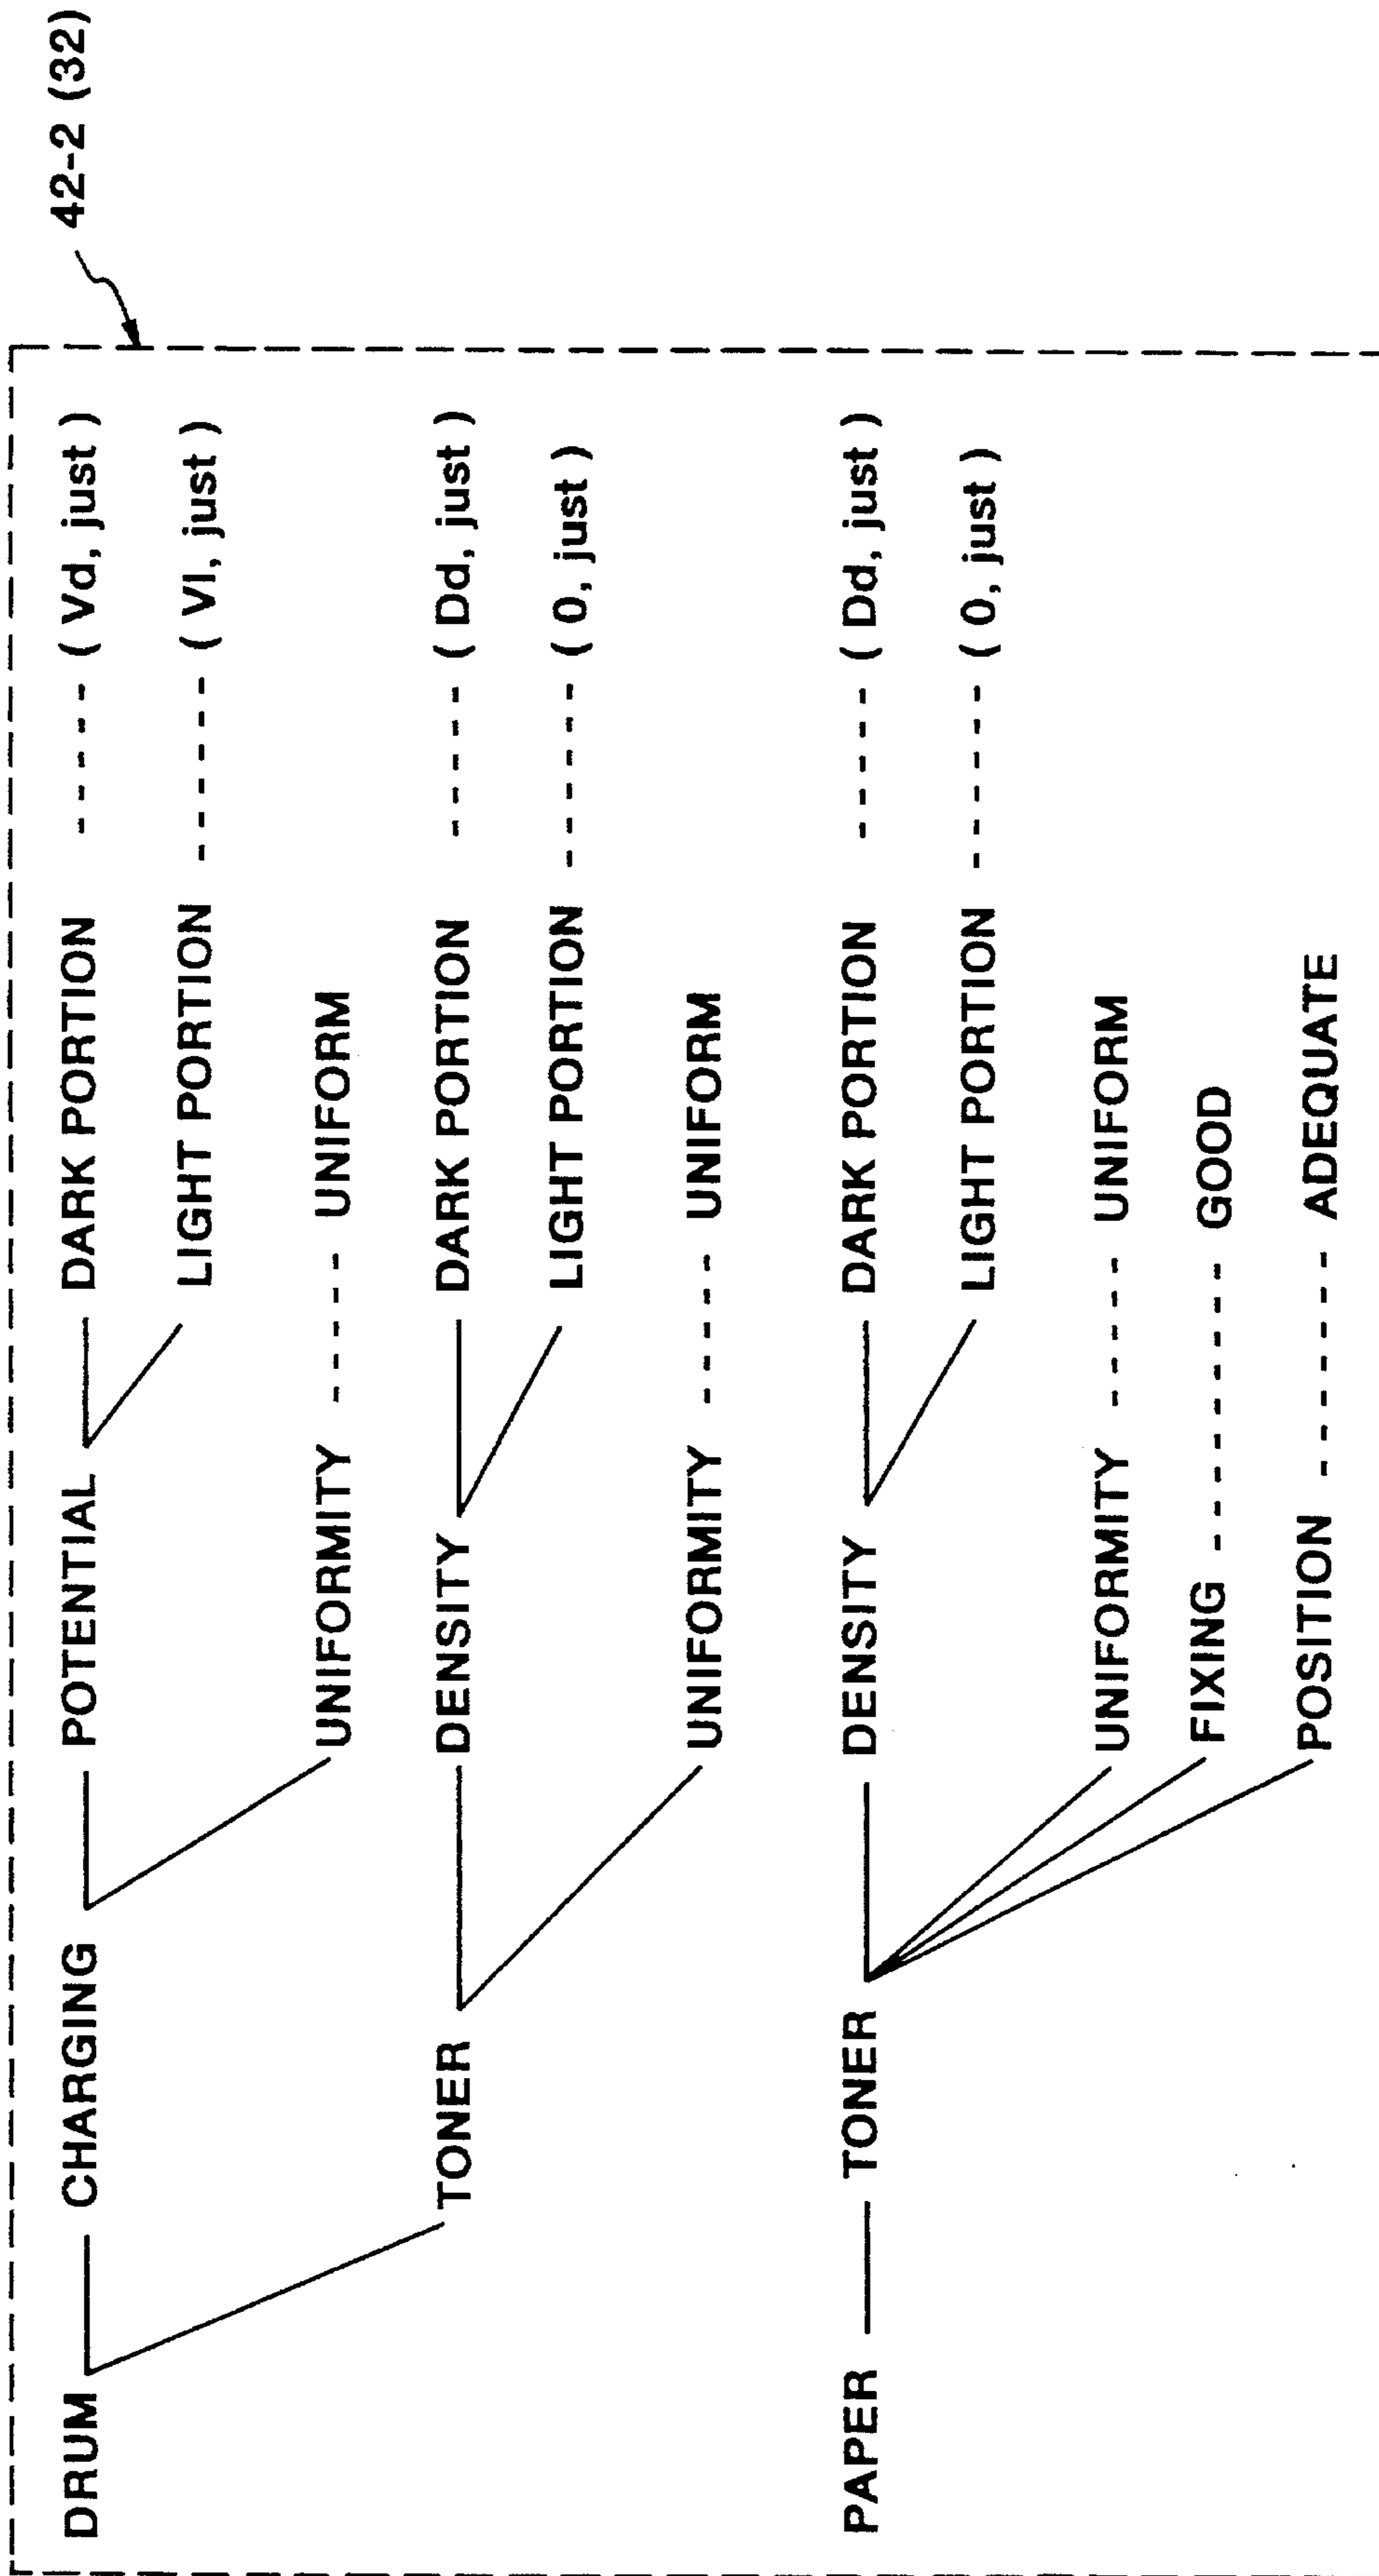 42-2 (32)
DRUM CHARGING POTENTIAL DARK PORTION ----- ( Vd, just )
LIGHT PORTION ------ ( Vl, just )
UNIFORMITY ----- UNIFORM
TONER DENSITY DARK PORTION ----- ( Dd, just )
LIGHT PORTION ------ ( 0, just )
UNIFORMITY ----- UNIFORM
PAPER TONER DENSITY DARK PORTION ----- ( Dd, just )
LIGHT PORTION ------ ( 0, just )
UNIFORMITY ----- UNIFORM
FIXING --------- GOOD
POSITION ------- ADEQUATE